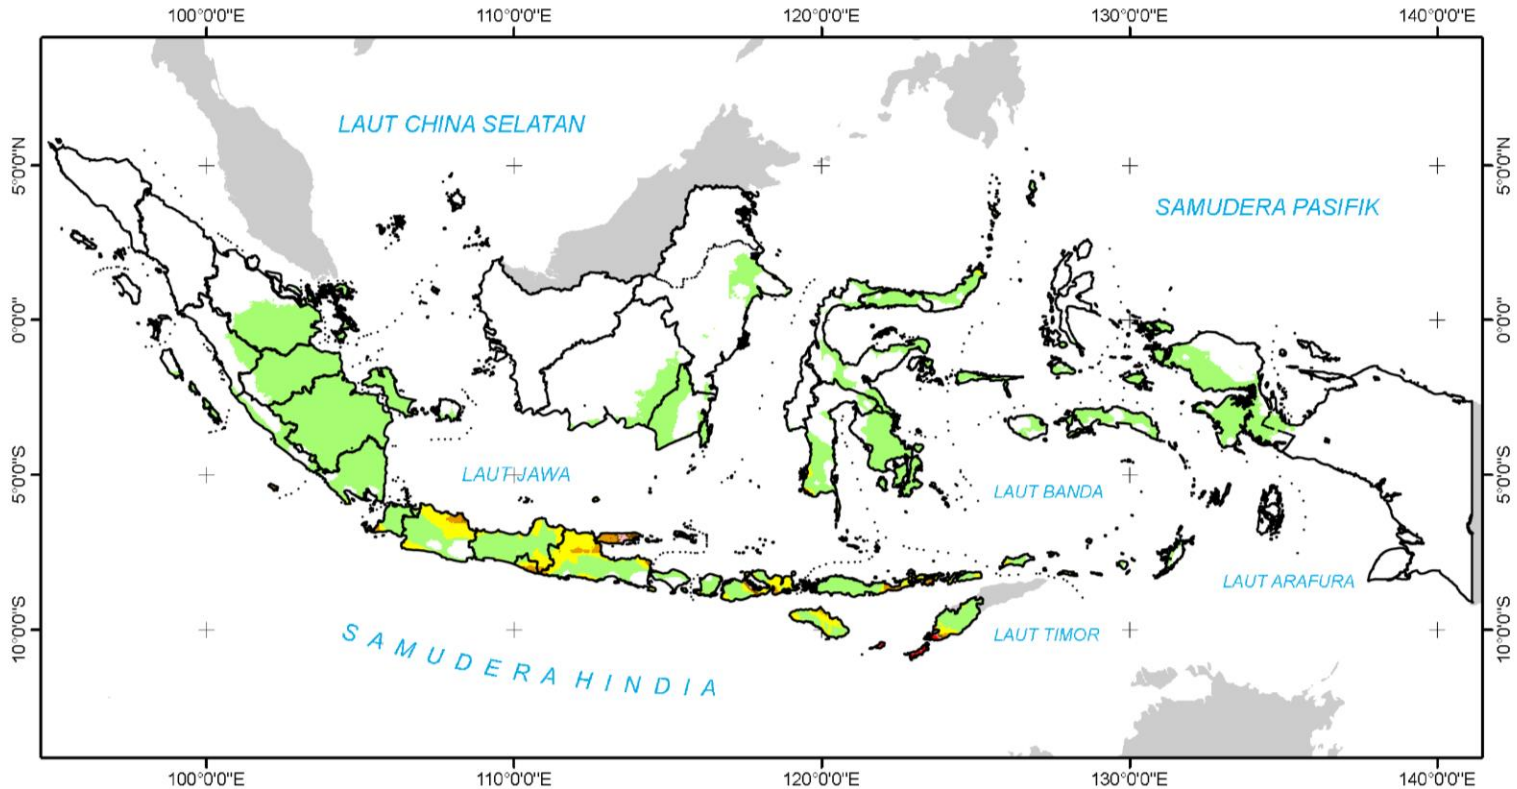 100°0'0"E 110°0'0"E 120°0'0"E 130°0'0"E 140°0'0"E
LAUT CHINA SELATAN
5°0'0"N 5°0'0"N
SAMUDERA PASIFIK
0°0'0" 0°0'0"
LAUT JAWA
5°0'0"S 5°0'0"S
LAUT BANDA
LAUT ARAFURA
10°0'0"S 10°0'0"S
LAUT TIMOR
SAMUDERA HINDIA
100°0'0"E 110°0'0"E 120°0'0"E 130°0'0"E 140°0'0"E